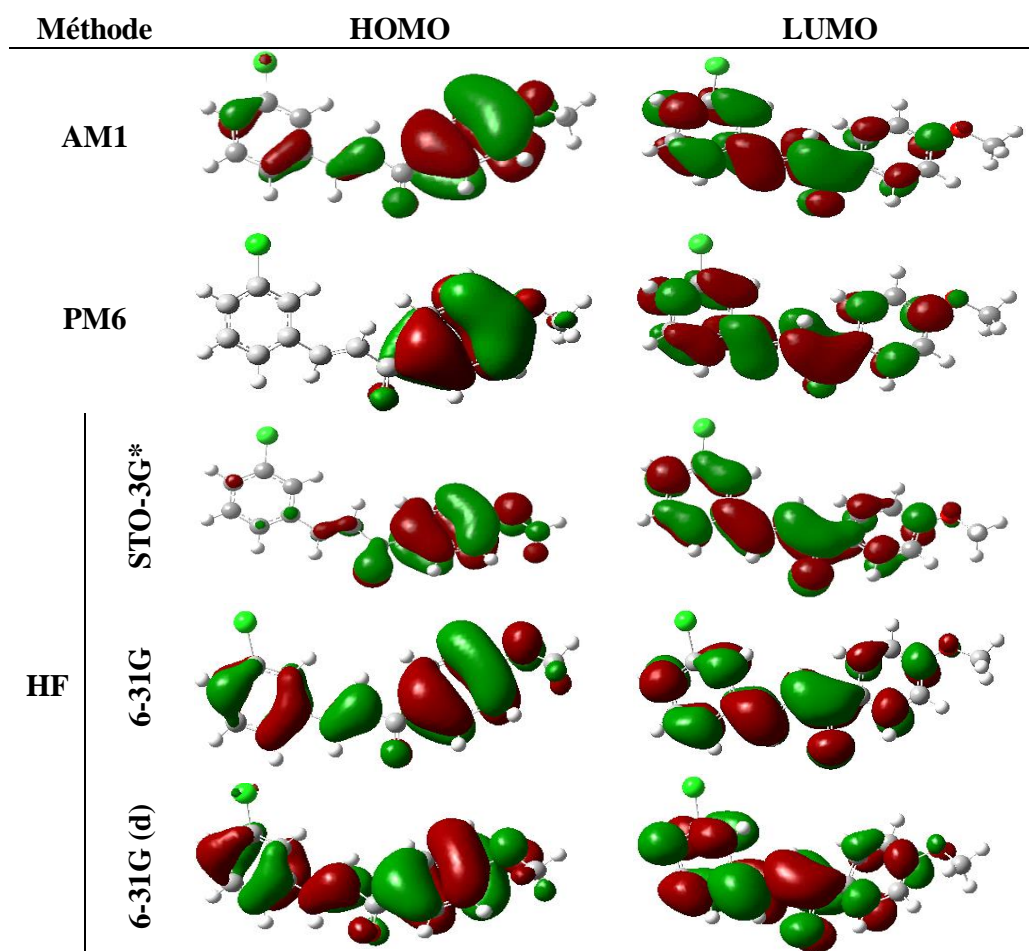 Méthode HOMO LUMO
AM1
PM6
HF
STO-3G*
6-31G
6-31G (d)